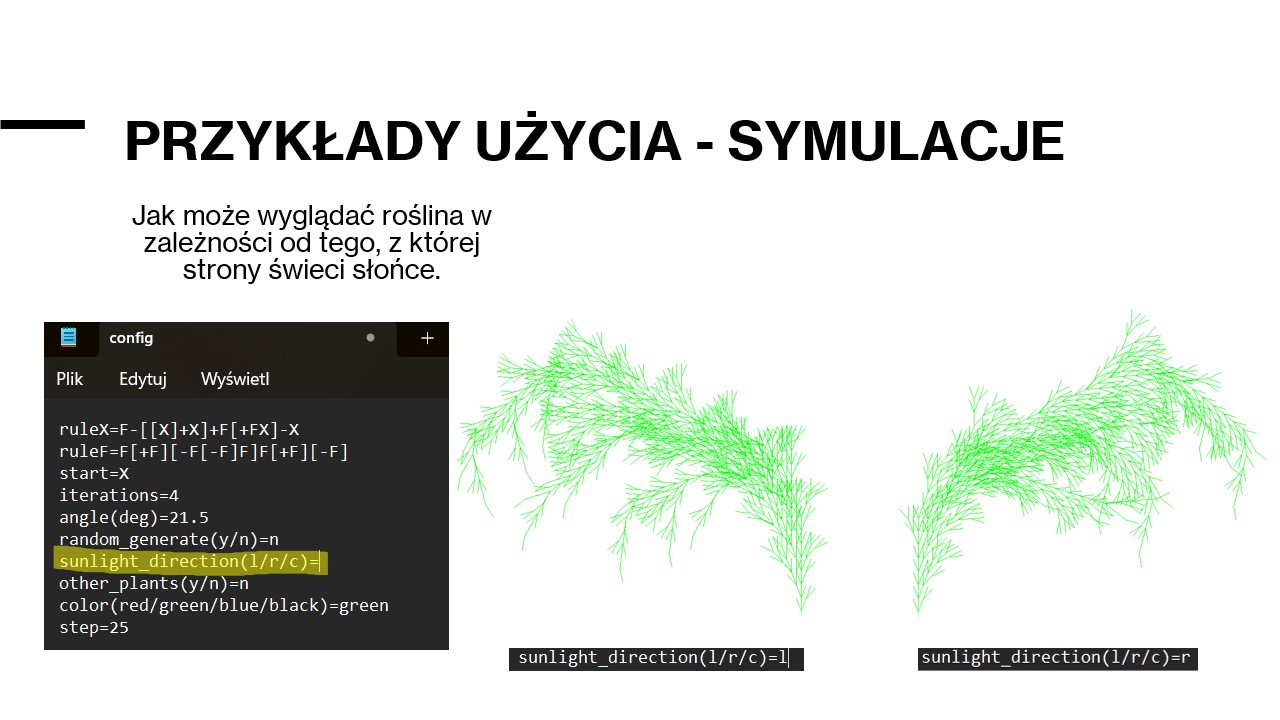 PRZYKŁADY UŻYCIA - SYMULACJE
Jak może wyglądać roślina w
zależności od tego, z której
strony świeci słońce.
config
Plik Edytuj Wyświetl
ruleX=F-[[X]+X]+F[+FX]-X
ruleF=F[+F][-F[-F]F]F[+F][-F]
start=X
iterations=4
angle(deg)=21.5
random_generate(y/n)=n
sunlight_direction(l/r/c)=
other_plants(y/n)=n
color(red/green/blue/black)=green
step=25
sunlight_direction(l/r/c)=l
sunlight_direction(l/r/c)=r